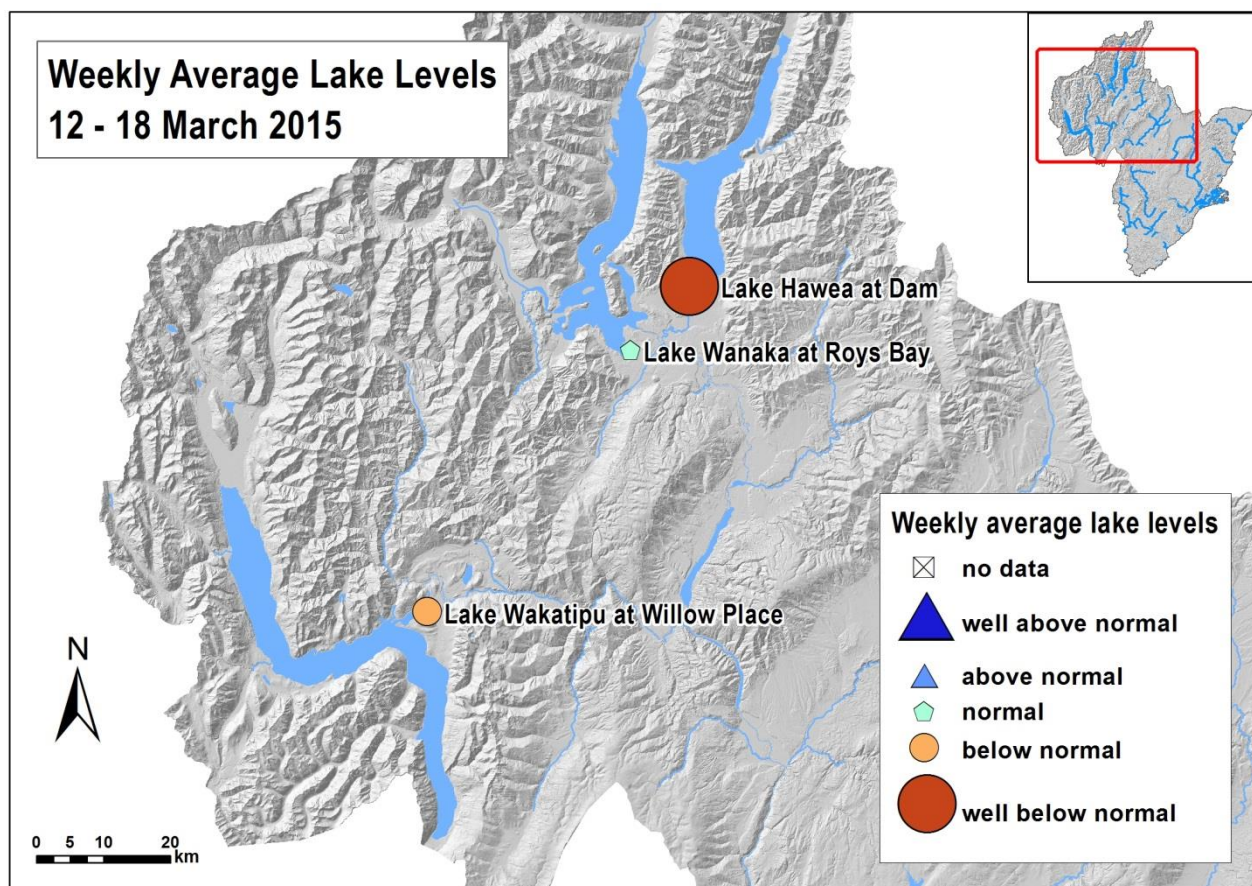 Weekly Average Lake Levels
12 - 18 March 2015
Lake Hawea at Dam
Lake Wanaka at Roys Bay
Lake Wakatipu at Willow Place
Weekly average lake levels
no data
well above normal
above normal
normal
below normal
well below normal
N
0 5 10 20
km